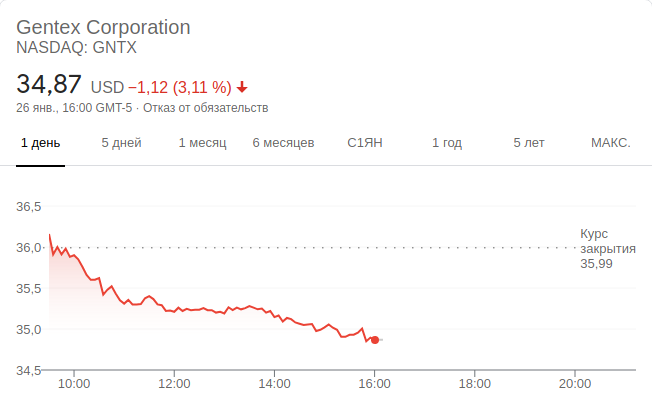 Gentex Corporation
NASDAQ: GNTX
34,87 USD −1,12 (3,11 %)
26 янв., 16:00 GMT-5 · Отказ от обязательств
1 день 5 дней 1 месяц 6 месяцев С1ЯН 1 год 5 лет МАКС.
36,5
36,0
35,5
35,0
34,5
Курс
закрытия
35,99
10:00 12:00 14:00 16:00 18:00 20:00